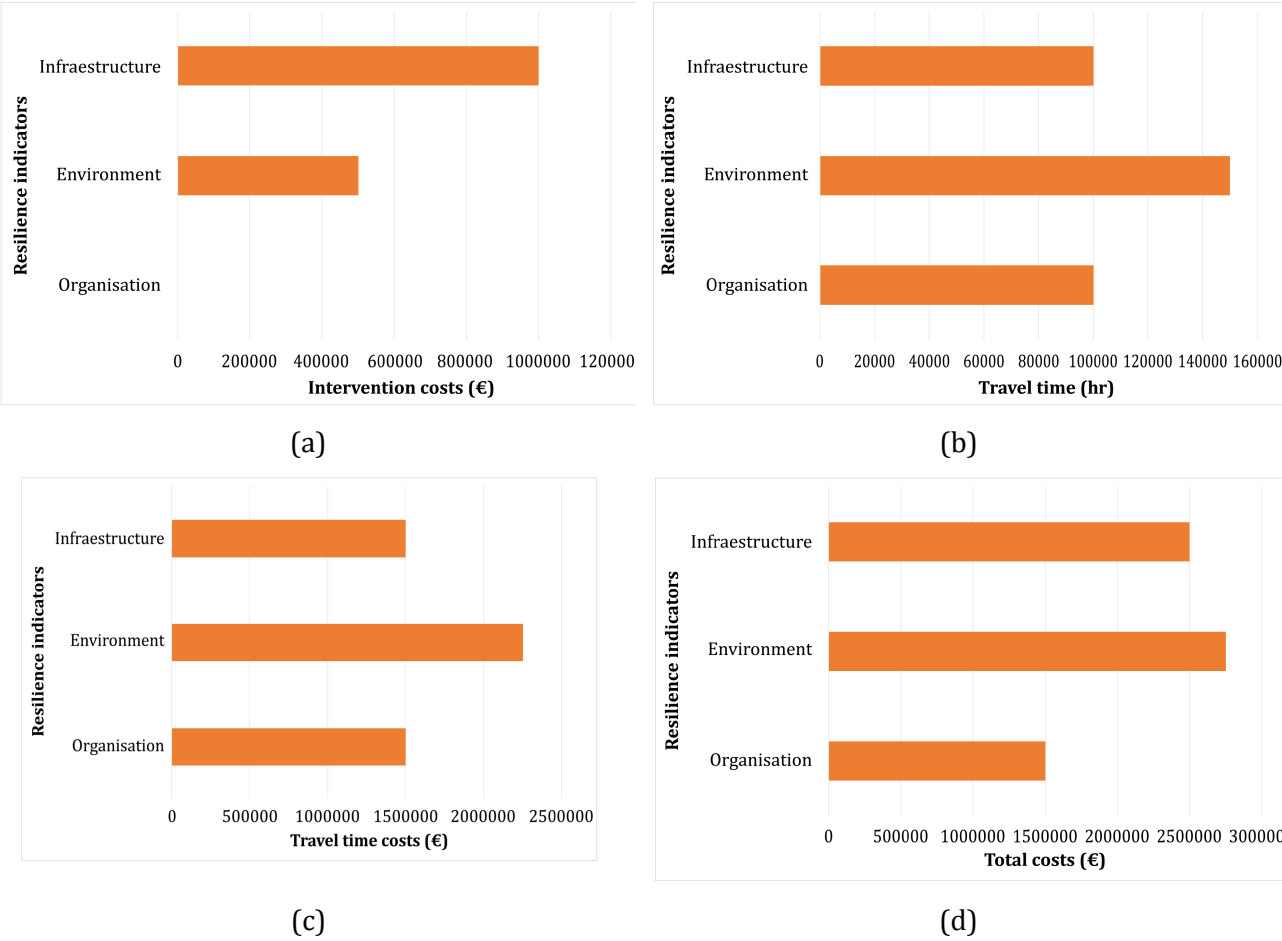 Resilience indicators
Infraestructure
Environment
Organisation
0 200000 400000 600000 800000 1000000 120000
Intervention costs (€)
(a)
Resilience indicators
Infraestructure
Environment
Organisation
0 20000 40000 60000 80000 100000 120000 140000 16000
Travel time (hr)
(b)
Resilience indicators
Infraestructure
Environment
Organisation
0 500000 1000000 1500000 2000000 2500000
Travel time costs (€)
(c)
Resilience indicators
Infraestructure
Environment
Organisation
0 500000 1000000 1500000 2000000 2500000 300000
Total costs (€)
(d)